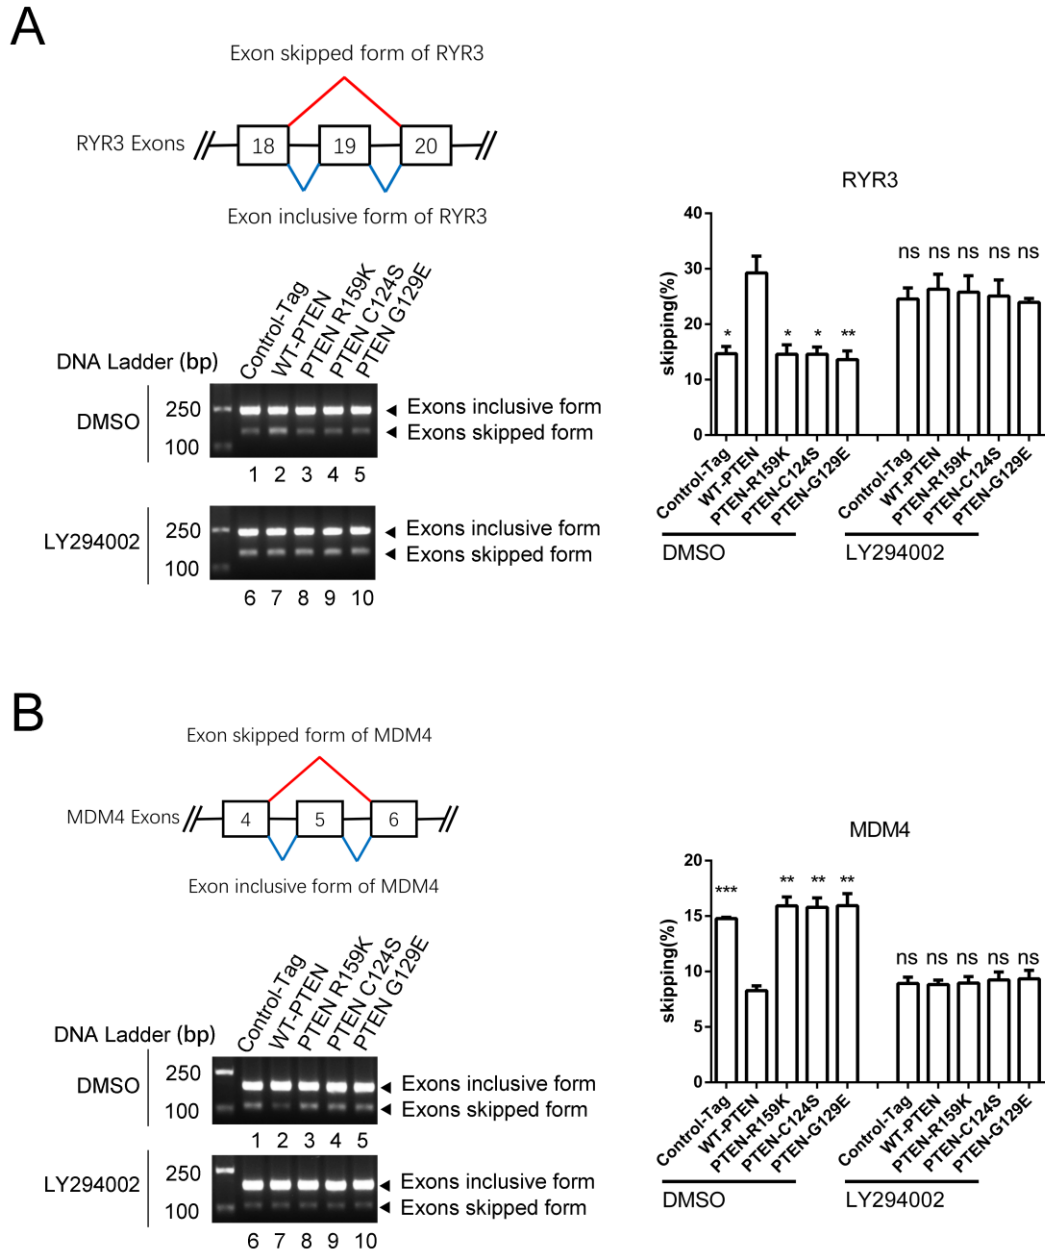 A
Exon skipped form of RYR3
RYR3 Exons
18
19
20
Exon inclusive form of RYR3
Control-Tag
WT-PTEN
PTEN R159K
PTEN C124S
PTEN G129E
DNA Ladder (bp)
DMSO
250
100
Exons inclusive form
Exons skipped form
1 2 3 4 5
LY294002
250
100
Exons inclusive form
Exons skipped form
6 7 8 9 10
RYR3
skipping(%)
40
30
20
10
0
* * * **
ns ns ns ns ns
Control-Tag
WT-PTEN
PTEN-R159K
PTEN-C124S
PTEN-G129E
Control-Tag
WT-PTEN
PTEN-R159K
PTEN-C124S
PTEN-G129E
DMSO
LY294002
B
Exon skipped form of MDM4
MDM4 Exons
4
5
6
Exon inclusive form of MDM4
Control-Tag
WT-PTEN
PTEN R159K
PTEN C124S
PTEN G129E
DNA Ladder (bp)
DMSO
250
100
Exons inclusive form
Exons skipped form
1 2 3 4 5
LY294002
250
100
Exons inclusive form
Exons skipped form
6 7 8 9 10
MDM4
skipping(%)
20
15
10
5
0
*** ** ** **
ns ns ns ns ns
Control-Tag
WT-PTEN
PTEN-R159K
PTEN-C124S
PTEN-G129E
Control-Tag
WT-PTEN
PTEN-R159K
PTEN-C124S
PTEN-G129E
DMSO
LY294002